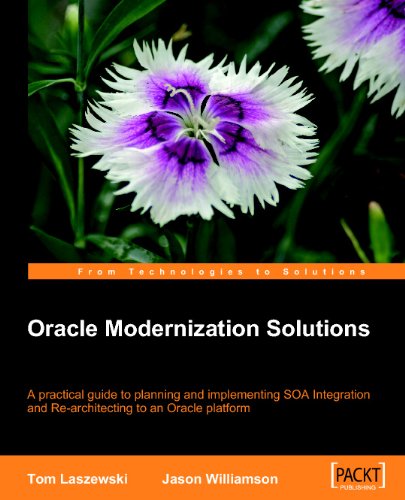 From Technologies to Solutions
Oracle Modernization Solutions
A practical guide to planning and implementing SOA Integration
and Re-architecting to an Oracle platform
Tom Laszewski Jason Williamson
[PACKT]
PUBLISHING